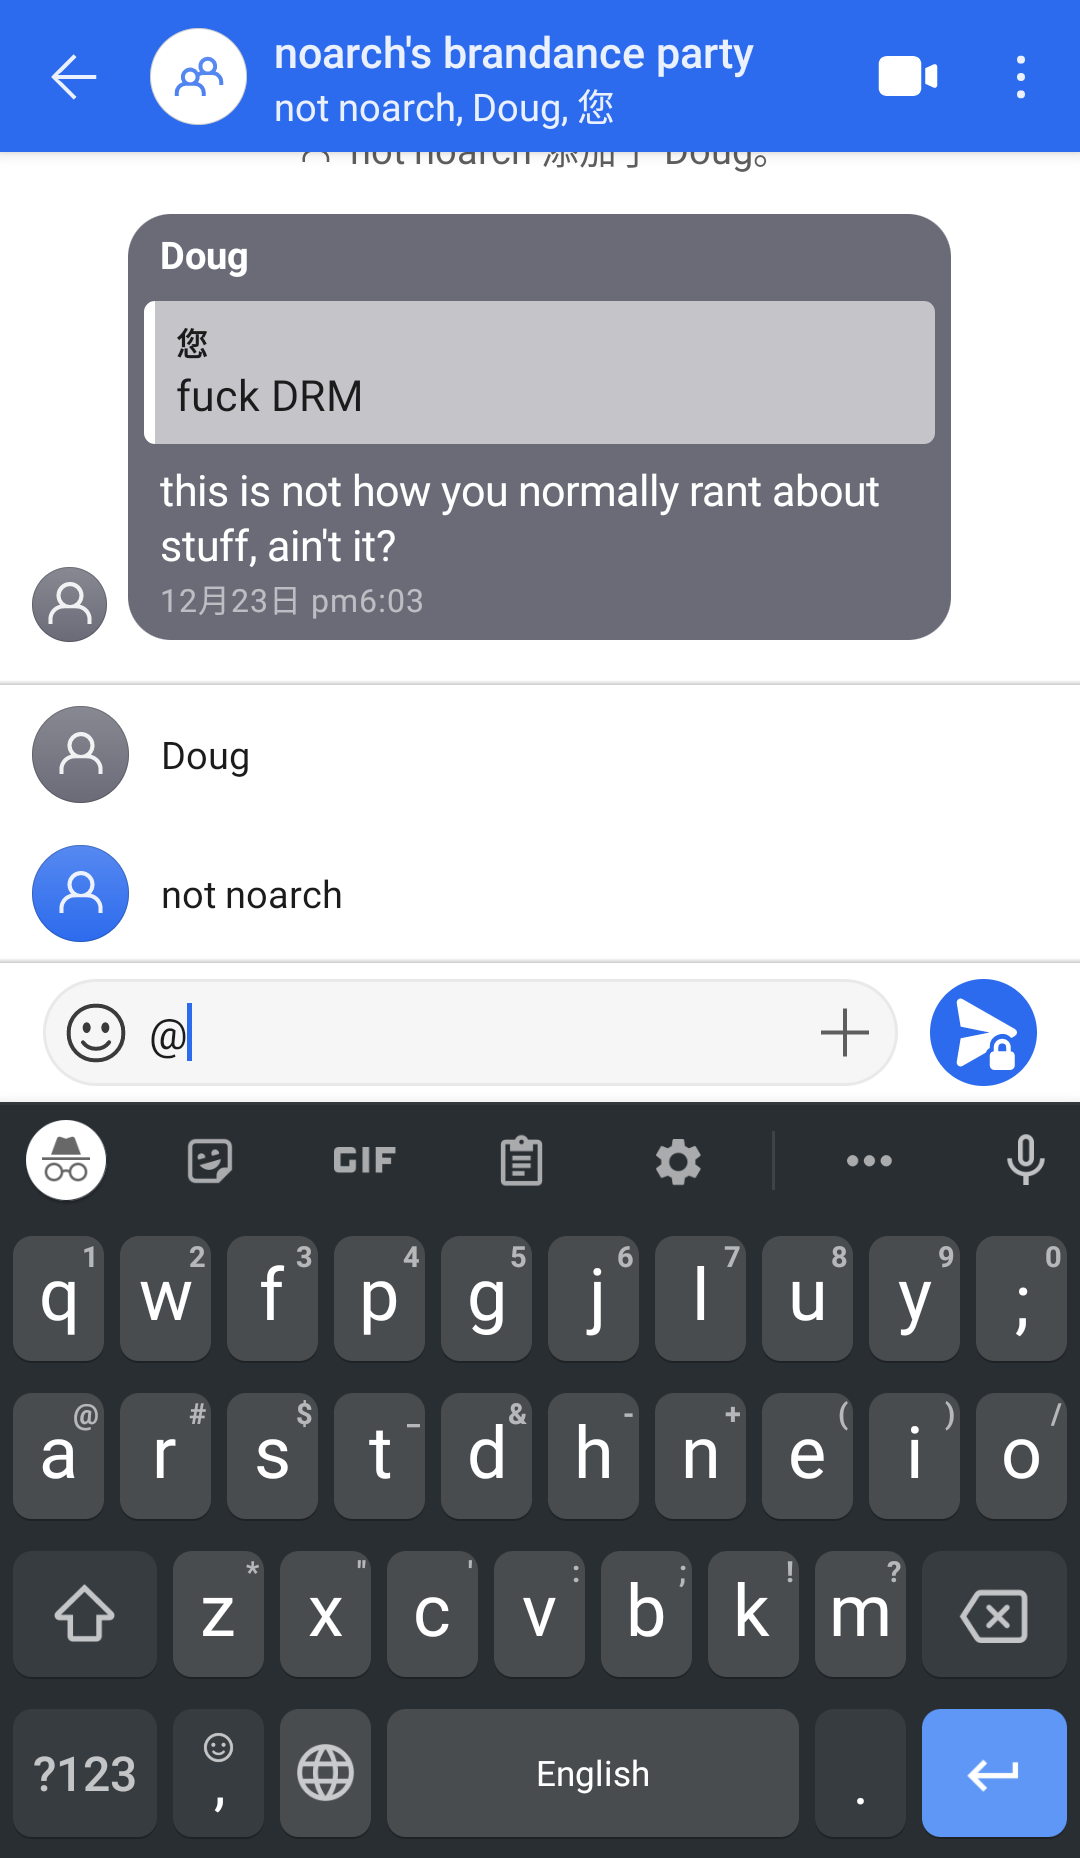 noarch's brandance party
not noarch, Doug, 您
not noarch 添加了 Doug。
Doug
您
fuck DRM
this is not how you normally rant about
stuff, ain't it?
12月23日 pm6:03
Doug
not noarch
@
GIF
1 2 3 4 5 6 7 8 9 0
q w f p g j l u y ;
@ # $ _ & - + ( ) /
a r s t d h n e i o
* " ' : ; ! ?
z x c v b k m
?123 , English .